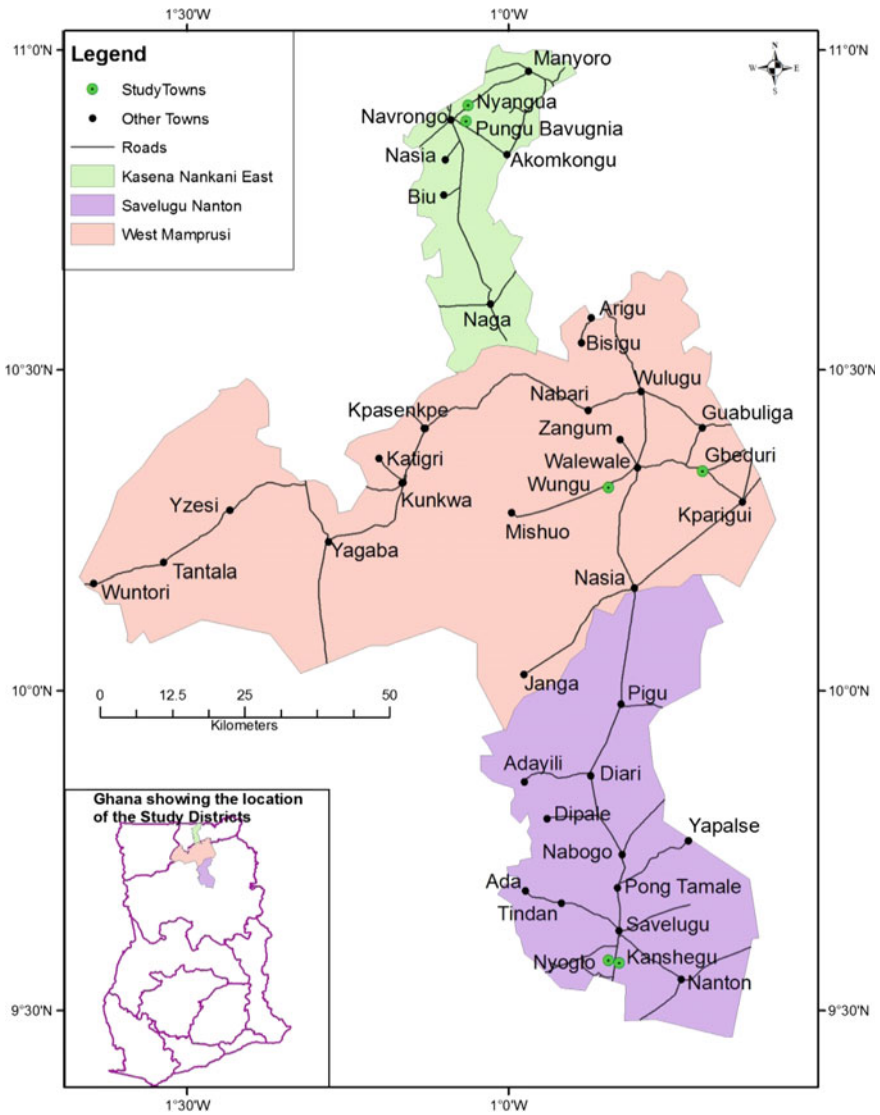 1°30'W
1°0'W
11°0'N
11°0'N
Legend
StudyTowns
Other Towns
Roads
Kasena Nankani East
Savelugu Nanton
West Mamprusi
N
W
E
S
Manyoro
Nyangua
Navrongo
Pungu Bavugnia
Nasia
Akomkongu
Biu
Naga
Arigu
Bisigu
10°30'N
10°30'N
Wulugu
Nabari
Kpasenkpe
Guabuliga
Zangum
Gbeduri
Katigri
Walewale
Wungu
Kunkwa
Yzesi
Kparigui
Mishuo
Yagaba
Tantala
Nasia
Wuntori
Janga
10°0'N
10°0'N
0 12.5 25 50
Kilometers
Pigu
Adayili
Diari
Ghana showing the location
of the Study Districts
Dipale
Yapalse
Nabogo
Ada
Pong Tamale
Tindan
Savelugu
Nyoglo
Kanshegu
Nanton
9°30'N
9°30'N
1°30'W
1°0'W